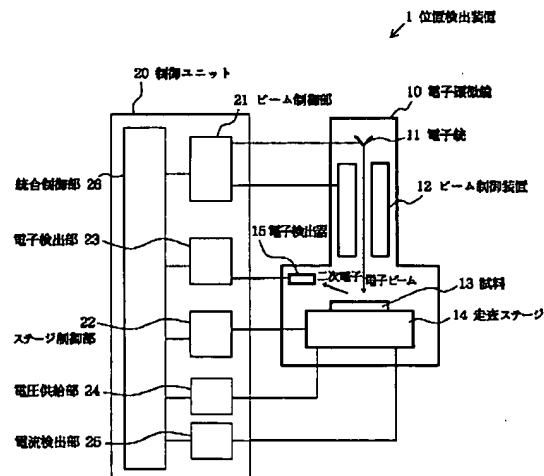 1 位置検出装置
20 制御ユニット
21 ビーム制御部
10 電子顕微鏡
11 電子銃
12 ビーム制御装置
統合制御部 26
電子検出部 23
15 電子検出器
二次電子
電子ビーム
13 試料
14 走査ステージ
22
ステージ制御部
電圧供給部 24
電流検出部 25